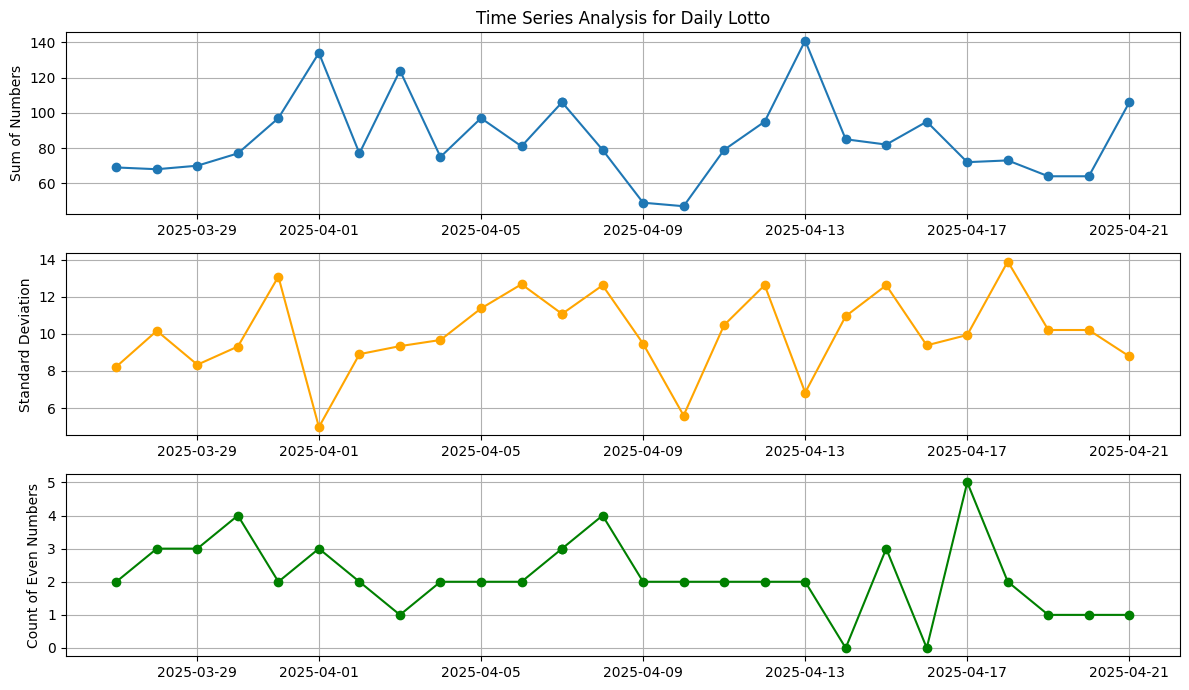 Time Series Analysis for Daily Lotto
Sum of Numbers
140
120
100
80
60
2025-03-29 2025-04-01 2025-04-05 2025-04-09 2025-04-13 2025-04-17 2025-04-21
Standard Deviation
14
12
10
8
6
2025-03-29 2025-04-01 2025-04-05 2025-04-09 2025-04-13 2025-04-17 2025-04-21
Count of Even Numbers
5
4
3
2
1
0
2025-03-29 2025-04-01 2025-04-05 2025-04-09 2025-04-13 2025-04-17 2025-04-21